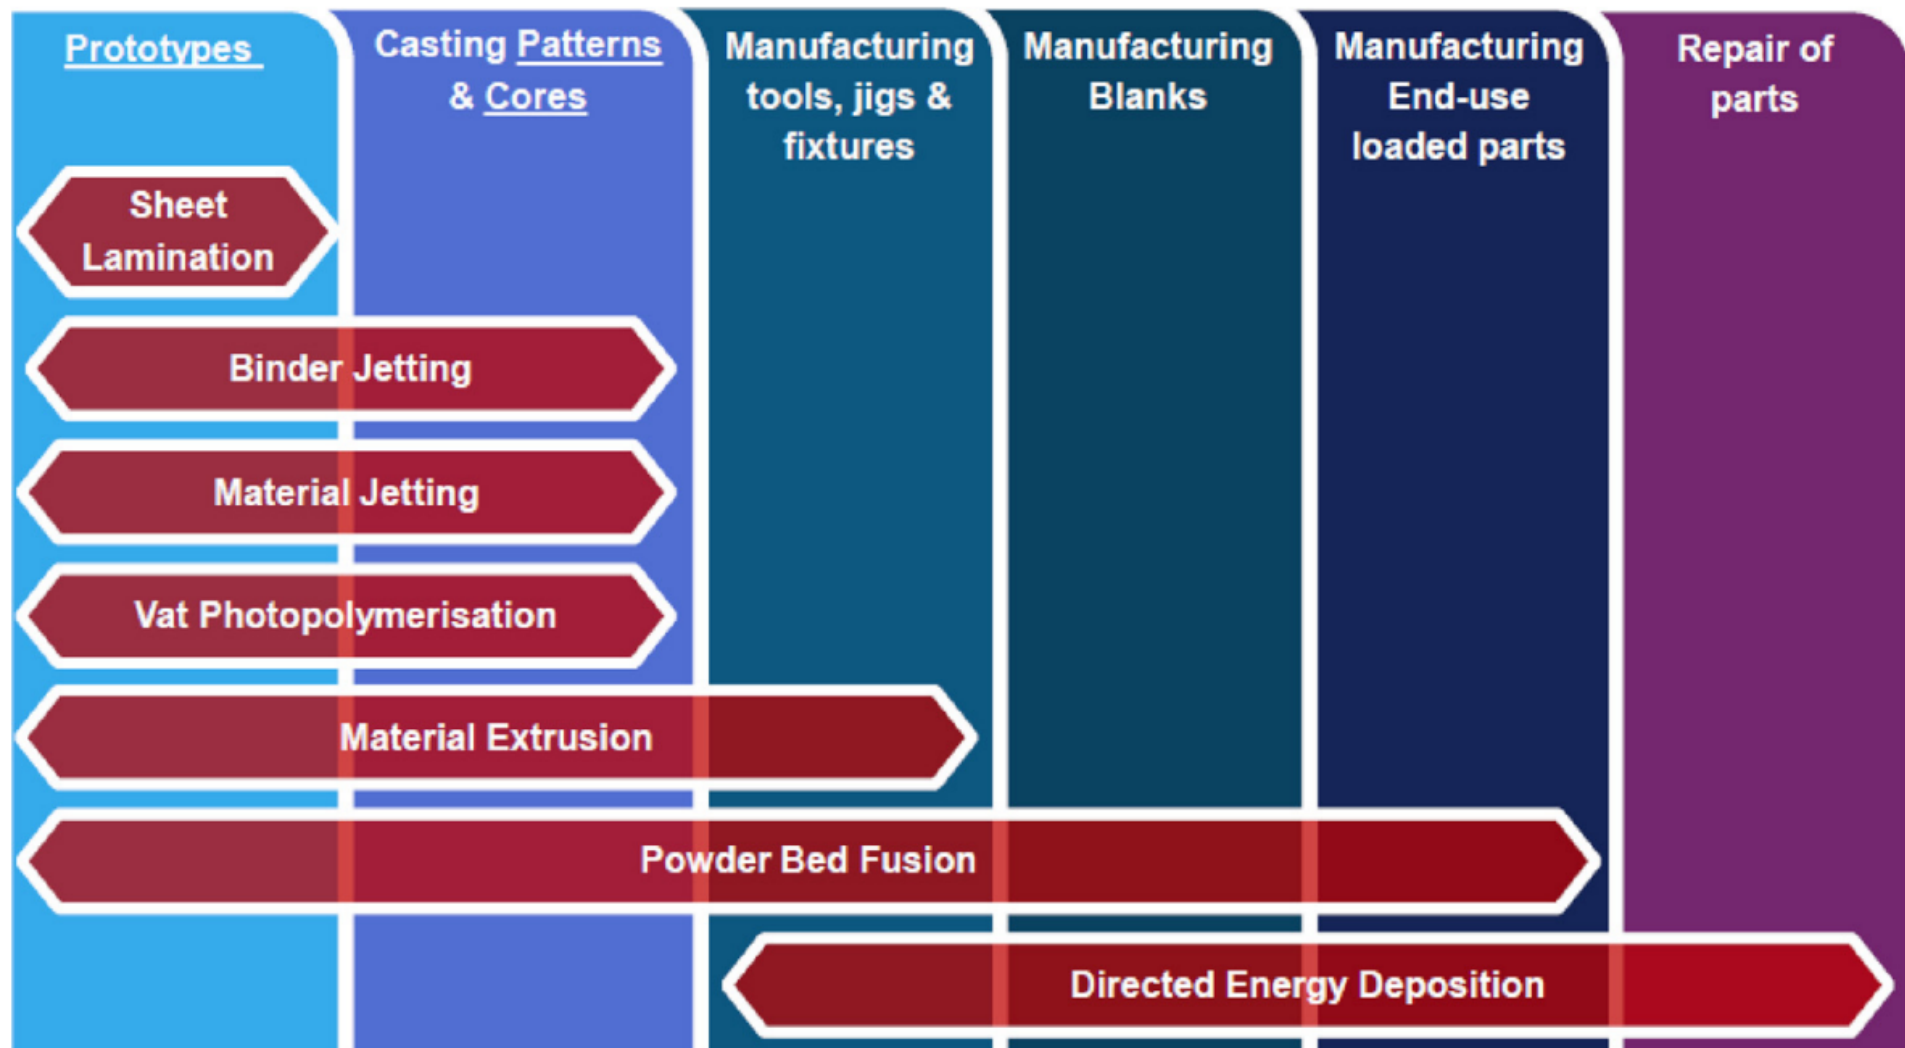 Prototypes
Casting Patterns
& Cores
Manufacturing
tools, jigs &
fixtures
Manufacturing
Blanks
Manufacturing
End-use
loaded parts
Repair of
parts
Sheet
Lamination
Binder Jetting
Material Jetting
Vat Photopolymerisation
Material Extrusion
Powder Bed Fusion
Directed Energy Deposition